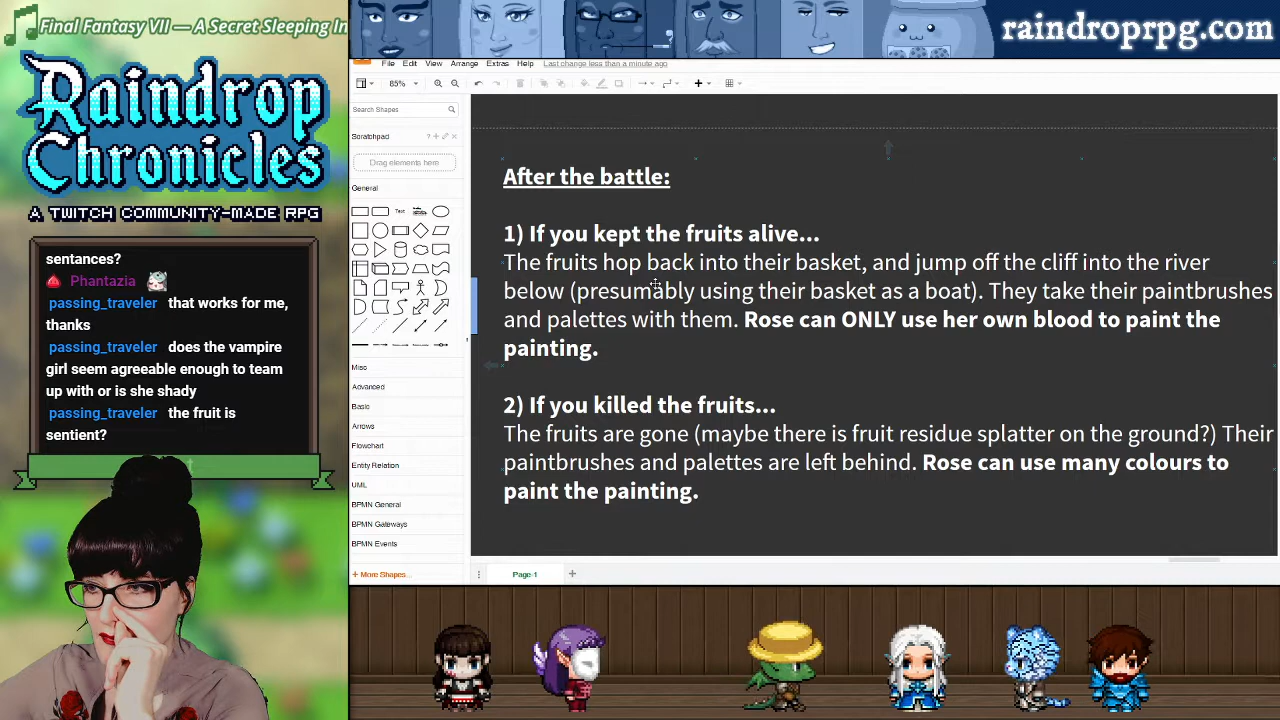 Final Fantasy VII — A Secret Sleeping In
raindroprpg.com
Raindrop
Chronicles
A TWITCH COMMUNITY-MADE RPG
sentances?
Phantazia
passing_traveler that works for me,
thanks
passing_traveler does the vampire
girl seem agreeable enough to team
up with or is she shady
passing_traveler the fruit is
sentient?
File Edit View Arrange Extras Help Last change less than a minute ago
85%
Search Shapes
Scratchpad
Drag elements here
General
Text
Misc
Advanced
Basic
Arrows
Flowchart
Entity Relation
UML
BPMN General
BPMN Gateways
BPMN Events
+ More Shapes...
Page-1
After the battle:
1) If you kept the fruits alive...
The fruits hop back into their basket, and jump off the cliff into the river
below (presumably using their basket as a boat). They take their paintbrushes
and palettes with them. Rose can ONLY use her own blood to paint the
painting.
2) If you killed the fruits...
The fruits are gone (maybe there is fruit residue splatter on the ground?) Their
paintbrushes and palettes are left behind. Rose can use many colours to
paint the painting.